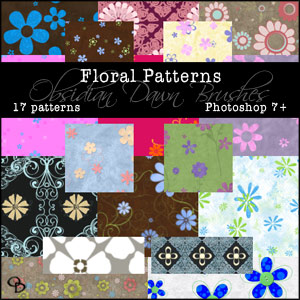 Floral Patterns
Obsidian Dawn Brushes
17 patterns
Photoshop 7+